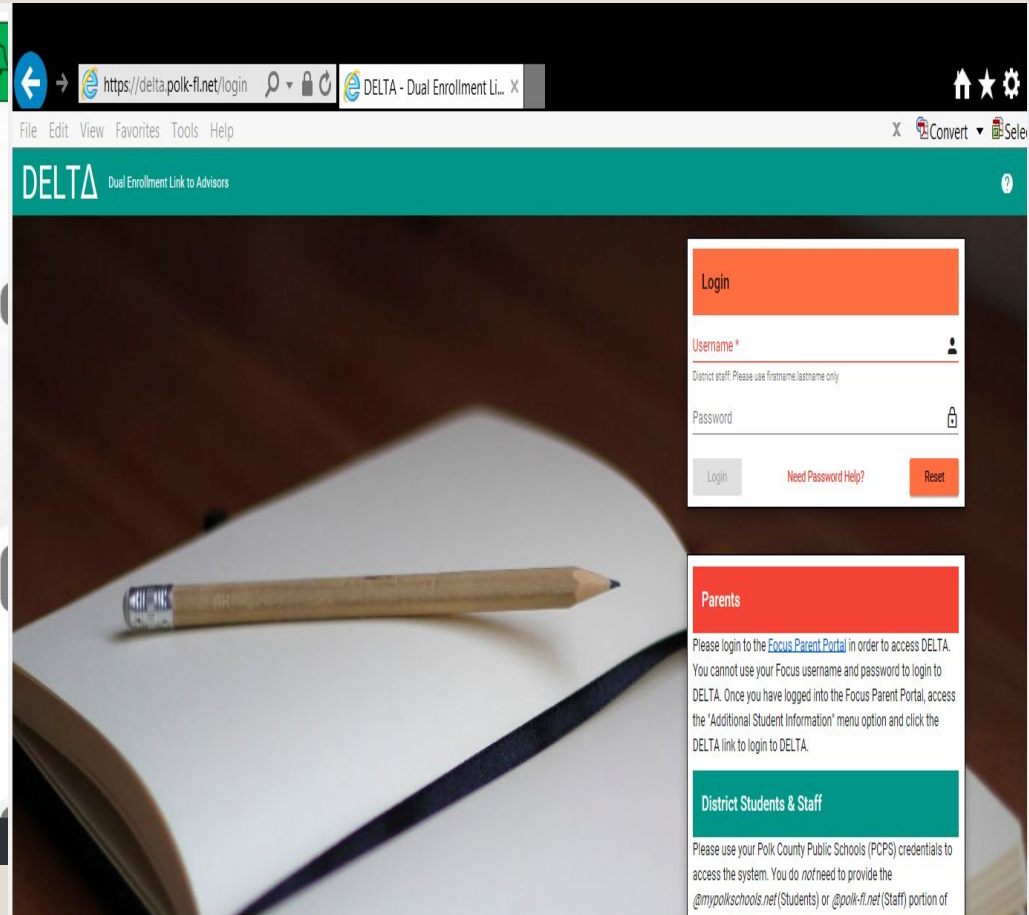 https://delta.polk-fl.net/login
DELTA - Dual Enrollment Li...
File Edit View Favorites Tools Help
X Convert
DELTA Dual Enrollment Link to Advisors
Login
Username *
District staff: Please use firstname.lastname only
Password
Login Need Password Help? Reset
Parents
Please login to the Focus Parent Portal in order to access DELTA.
You cannot use your Focus username and password to login to
DELTA. Once you have logged into the Focus Parent Portal, access
the "Additional Student Information" menu option and click the
DELTA link to login to DELTA.
District Students & Staff
Please use your Polk County Public Schools (PCPS) credentials to
access the system. You do not need to provide the
@mypolkschools.net (Students) or @polk-fl.net (Staff) portion of